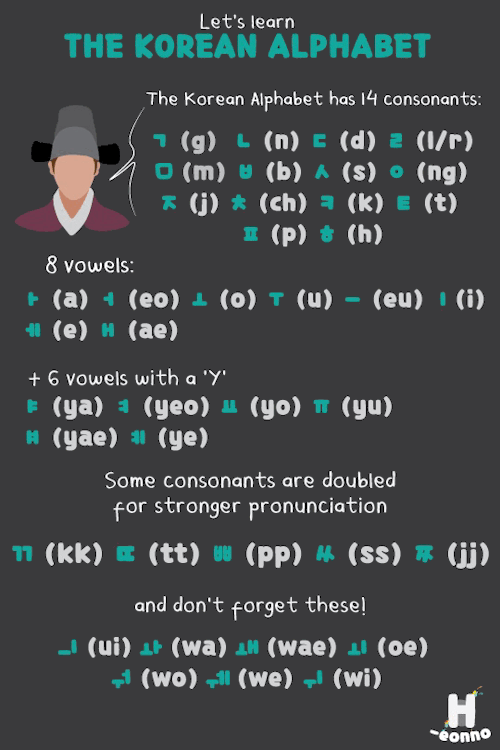 Let's learn
THE KOREAN ALPHABET
The Korean Alphabet has 14 consonants:
ㄱ (g) ㄴ (n) ㄷ (d) ㄹ (l/r)
ㅁ (m) ㅂ (b) ㅅ (s) ㅇ (ng)
ㅈ (j) ㅊ (ch) ㅋ (k) ㅌ (t)
ㅍ (p) ㅎ (h)
8 vowels:
ㅏ (a) ㅓ (eo) ㅗ (o) ㅜ (u) ㅡ (eu) ㅣ (i)
ㅔ (e) ㅐ (ae)
+ 6 vowels with a 'Y'
ㅑ (ya) ㅕ (yeo) ㅛ (yo) ㅠ (yu)
ㅒ (yae) ㅖ (ye)
Some consonants are doubled
for stronger pronunciation
ㄲ (kk) ㄸ (tt) ㅃ (pp) ㅆ (ss) ㅉ (jj)
and don't forget these!
ㅢ (ui) ㅘ (wa) ㅙ (wae) ㅚ (oe)
ㅝ (wo) ㅞ (we) ㅟ (wi)
H
eonno